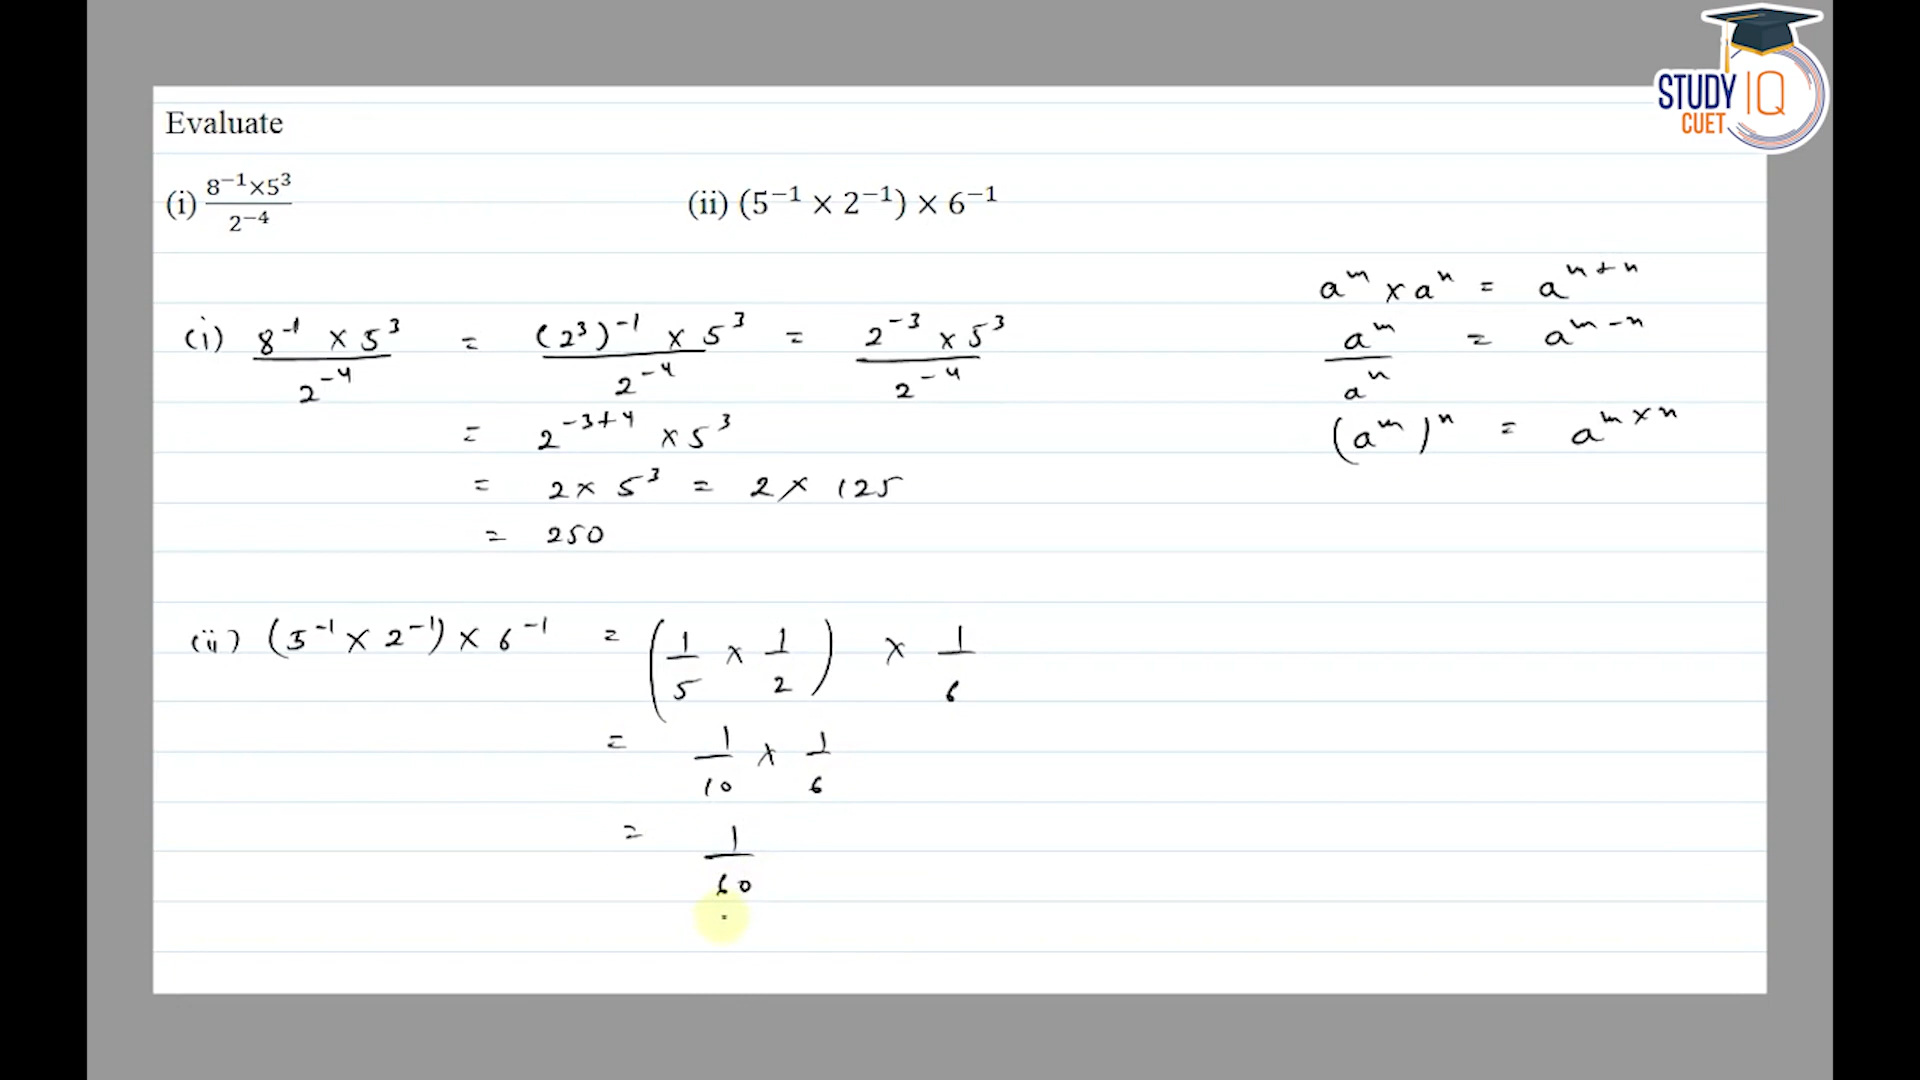 STUDY IQ
CUET
Evaluate
(i) 8⁻¹×5³ / 2⁻⁴ (ii) (5⁻¹ × 2⁻¹) × 6⁻¹
aᵐ × aⁿ = aⁿ⁺ⁿ
(i) 8⁻¹ × 5³ / 2⁻⁴ = (2³)⁻¹ × 5³ / 2⁻⁴ = 2⁻³ × 5³ / 2⁻⁴
aᵐ / aⁿ = aᵐ⁻ⁿ
= 2⁻³⁺⁴ × 5³
(aᵐ)ⁿ = aᵐˣⁿ
= 2 × 5³ = 2 × 125
= 250
(ii) (5⁻¹ × 2⁻¹) × 6⁻¹ = (1/5 × 1/2) × 1/6
= 1/10 × 1/6
= 1/60